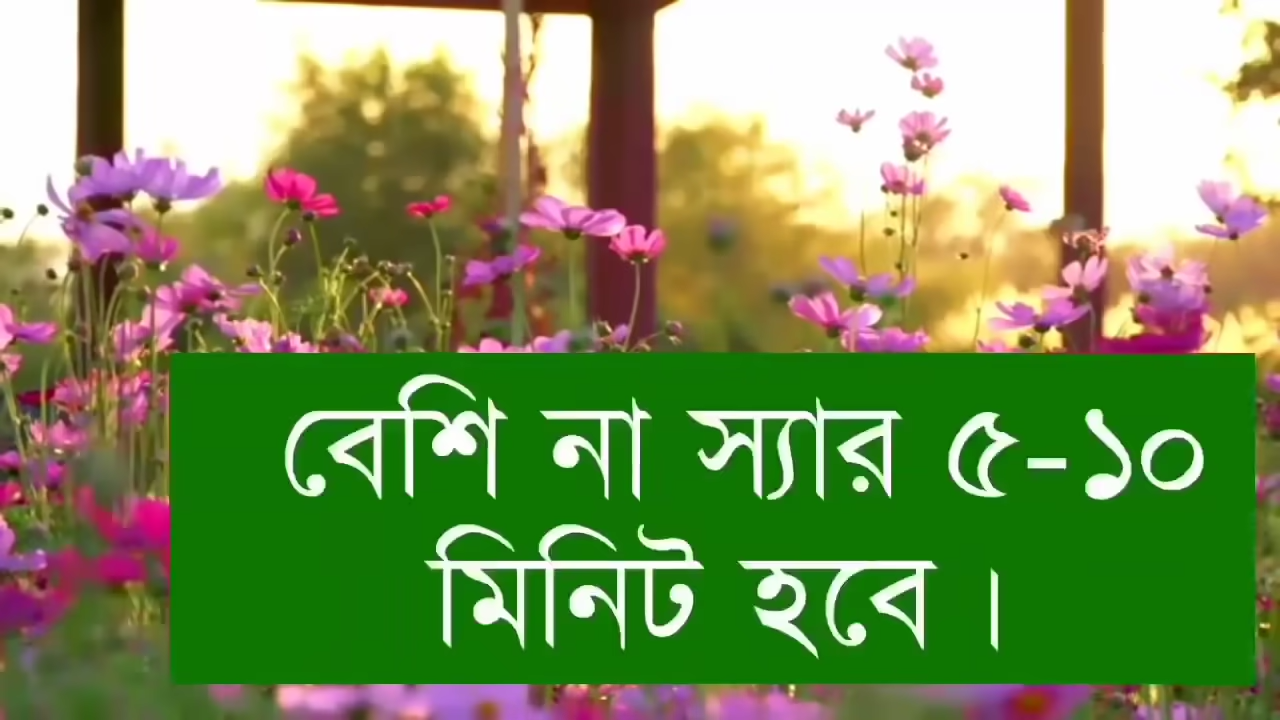 বেশি না স্যার ৫-১০
মিনিট হবে ।